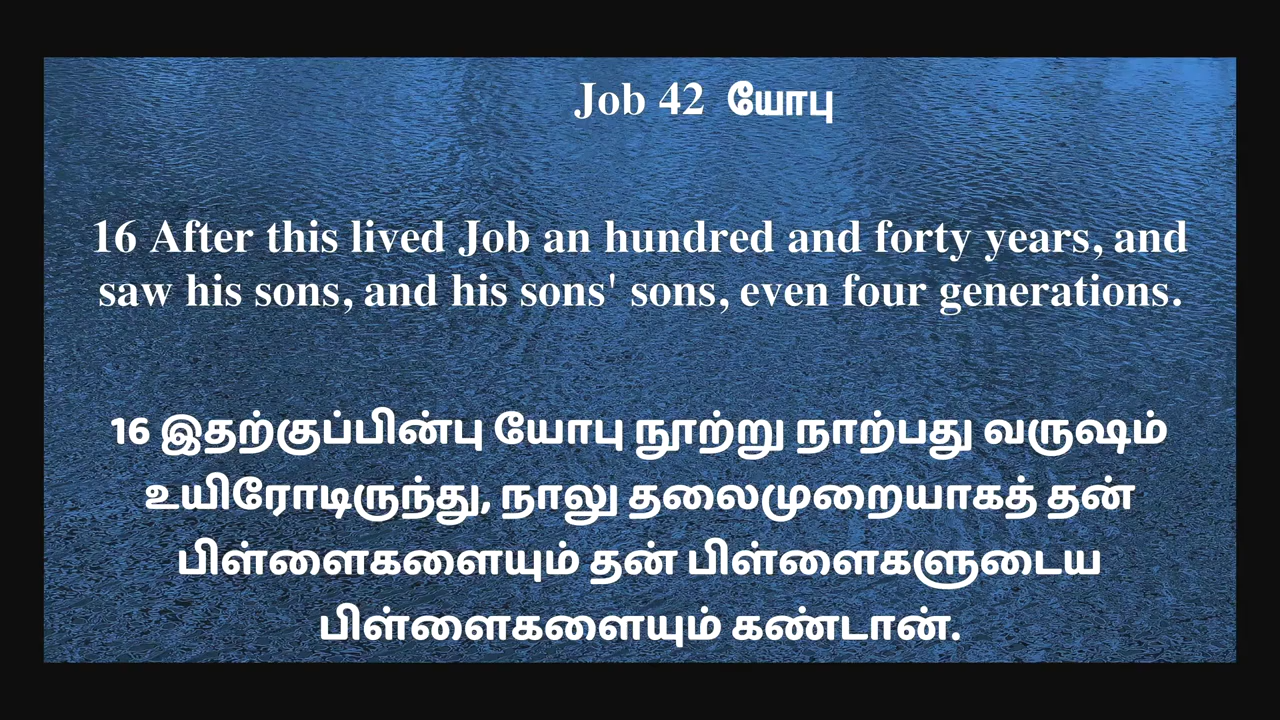 Job 42 யோபு
16 After this lived Job an hundred and forty years, and
saw his sons, and his sons' sons, even four generations.
16 இதற்குப்பின்பு யோபு நூற்று நாற்பது வருஷம்
உயிரோடிருந்து, நாலு தலைமுறையாகத் தன்
பிள்ளைகளையும் தன் பிள்ளைகளுடைய
பிள்ளைகளையும் கண்டான்.